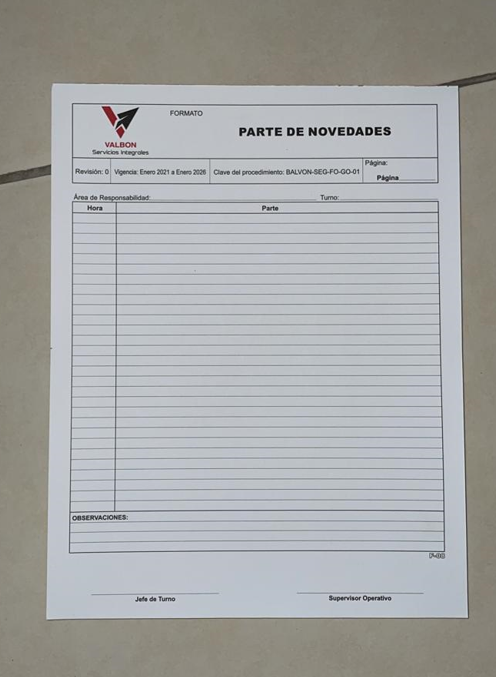 FORMATO
PARTE DE NOVEDADES
VALBON
Servicios Integrales
Revisión: 0
Vigencia: Enero 2021 a Enero 2026
Clave del procedimiento: BALVON-SEG-FO-GO-01
Página:
Página
Área de Responsabilidad:
Turno:
Hora
Parte
OBSERVACIONES:
Jefe de Turno
Supervisor Operativo